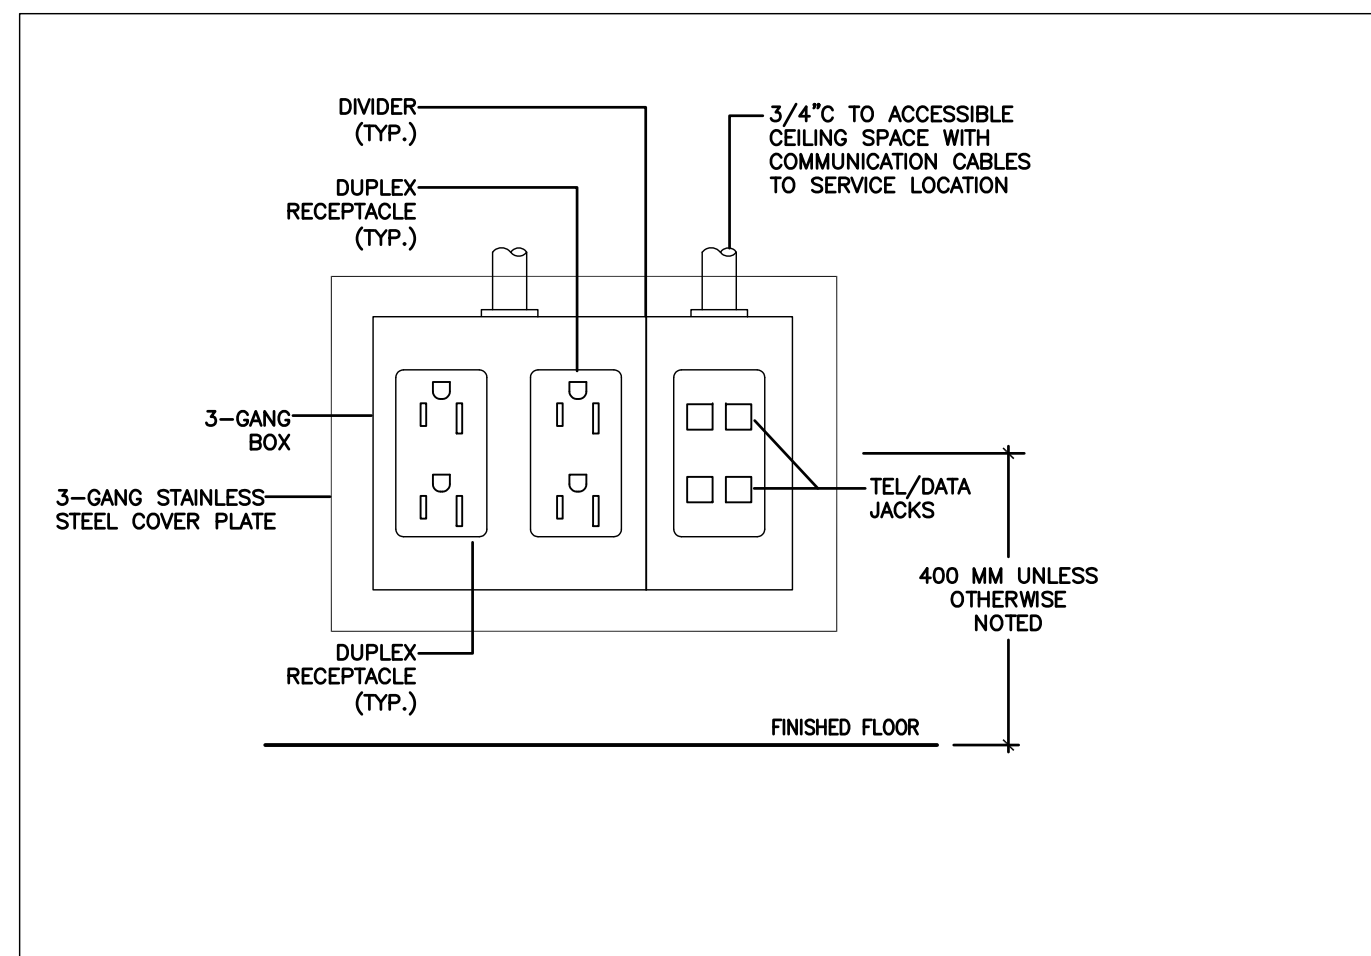 DIVIDER
(TYP.)
3/4"C TO ACCESSIBLE
CEILING SPACE WITH
COMMUNICATION CABLES
TO SERVICE LOCATION
DUPLEX
RECEPTACLE
(TYP.)
3-GANG
BOX
3-GANG STAINLESS
STEEL COVER PLATE
TEL/DATA
JACKS
400 MM UNLESS
OTHERWISE
NOTED
DUPLEX
RECEPTACLE
(TYP.)
FINISHED FLOOR